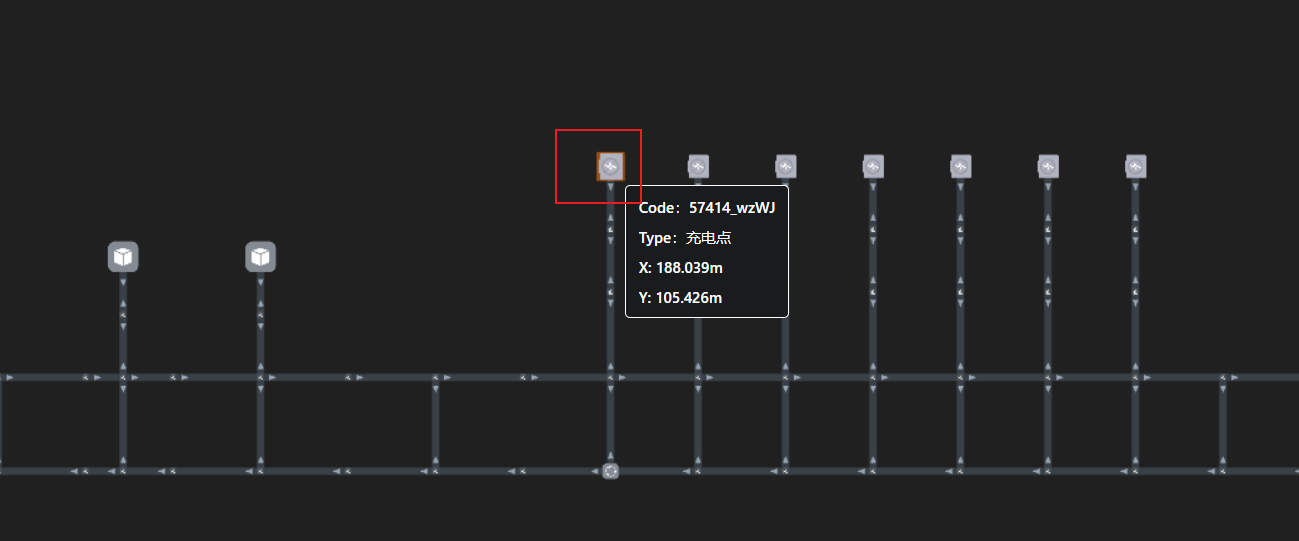 Code：57414_wzWJ
Type：充电点
X: 188.039m
Y: 105.426m